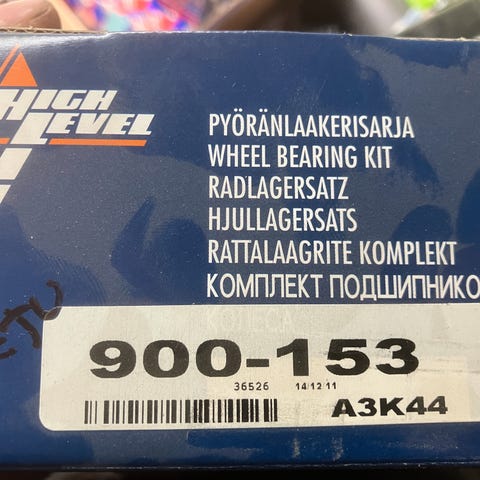 HIGH
LEVEL
PYÖRÄNLAAKERISARJA
WHEEL BEARING KIT
RADLAGERSATZ
HJULLAGERSATS
RATTALAAGRITE KOMPLEKT
КОМПЛЕКТ ПОДШИПНИКО
КОЛЕСА
900-153
36526 14 12 11
A3K44